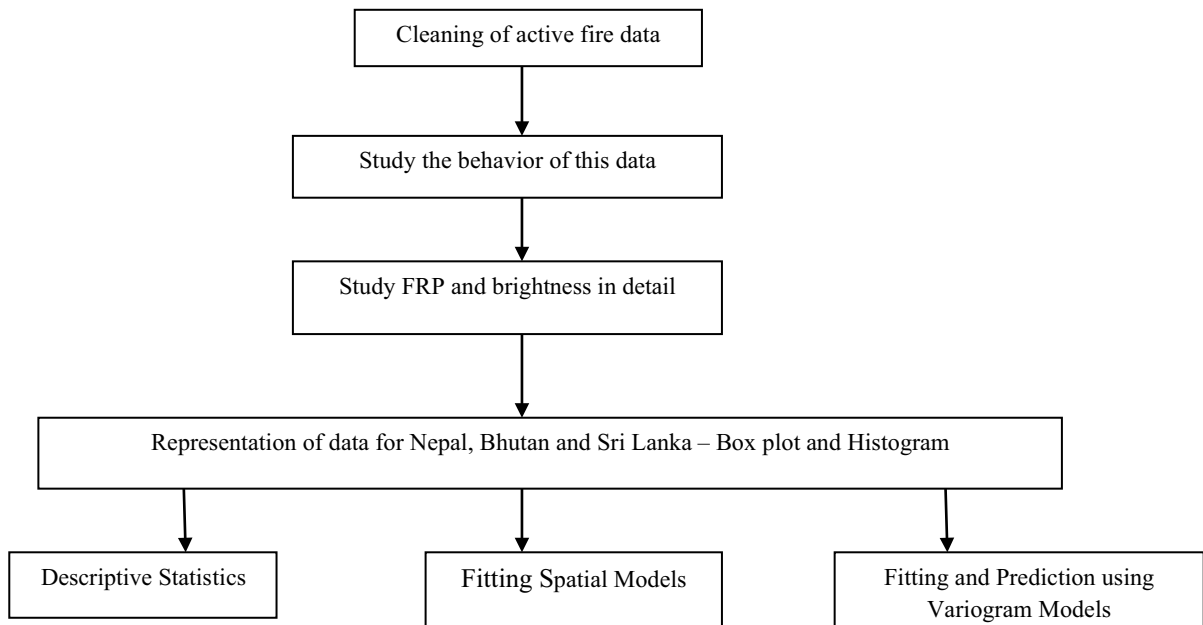 Cleaning of active fire data
Study the behavior of this data
Study FRP and brightness in detail
Representation of data for Nepal, Bhutan and Sri Lanka – Box plot and Histogram
Descriptive Statistics
Fitting Spatial Models
Fitting and Prediction using
Variogram Models